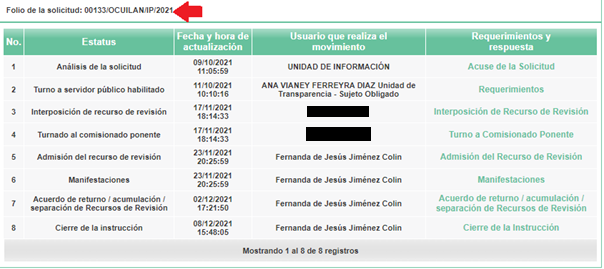 Folio de la solicitud: 00133/OCUILAN/IP/2021
No. Estatus Fecha y hora de actualización Usuario que realiza el movimiento Requerimientos y respuesta
1 Análisis de la solicitud 09/10/2021 11:05:59 UNIDAD DE INFORMACIÓN Acuse de la Solicitud
2 Turno a servidor público habilitado 11/10/2021 10:10:16 ANA VIANEY FERREYRA DIAZ Unidad de Transparencia - Sujeto Obligado Requerimientos
3 Interposición de recurso de revisión 17/11/2021 18:14:33 Interposición de Recurso de Revisión
4 Turnado al comisionado ponente 17/11/2021 18:14:33 Turno a Comisionado Ponente
5 Admisión del recurso de revisión 23/11/2021 20:25:59 Fernanda de Jesús Jiménez Colin Admisión del Recurso de Revisión
6 Manifestaciones 23/11/2021 20:25:59 Fernanda de Jesús Jiménez Colin Manifestaciones
7 Acuerdo de returno / acumulación / separación de Recursos de Revisión 02/12/2021 17:21:50 Fernanda de Jesús Jiménez Colin Acuerdo de returno / acumulación / separación de Recursos de Revisión
8 Cierre de la instrucción 08/12/2021 15:48:05 Fernanda de Jesús Jiménez Colin Cierre de la Instrucción
Mostrando 1 al 8 de 8 registros